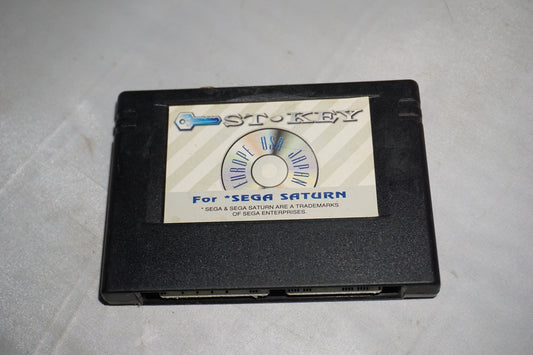 ST·KEY
EUROPE USA JAPAN
For *SEGA SATURN
* SEGA & SEGA SATURN ARE A TRADEMARKS
OF SEGA ENTERPRISES.